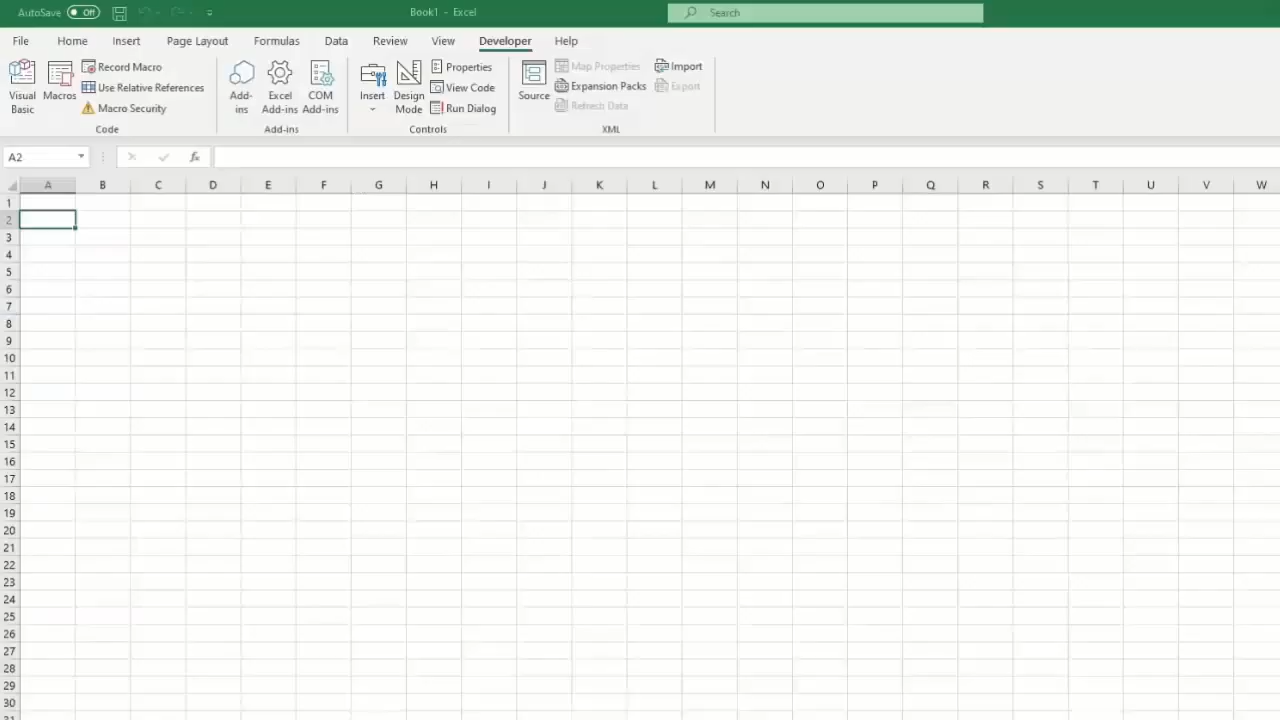 AutoSave Off Book1 - Excel Search
File Home Insert Page Layout Formulas Data Review View Developer Help
Visual Basic
Macros
Record Macro
Use Relative References
Macro Security
Code
Add-ins
Excel Add-ins
COM Add-ins
Add-ins
Insert
Design Mode
Properties
View Code
Run Dialog
Controls
Source
Map Properties
Expansion Packs
Refresh Data
Import
Export
XML
A2 fx
A B C D E F G H I J K L M N O P Q R S T U V W
1
2
3
4
5
6
7
8
9
10
11
12
13
14
15
16
17
18
19
20
21
22
23
24
25
26
27
28
29
30